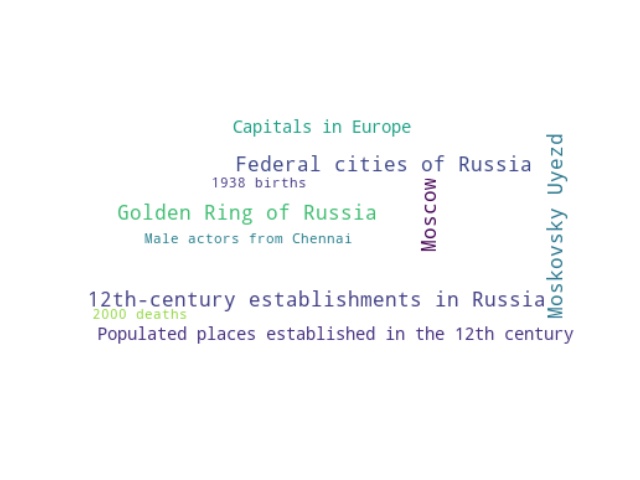 Capitals in Europe
Federal cities of Russia
1938 births
Moscow
Moskovsky Uyezd
Golden Ring of Russia
Male actors from Chennai
12th-century establishments in Russia
2000 deaths
Populated places established in the 12th century